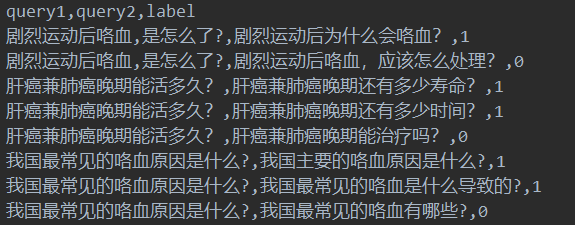 query1,query2,label
剧烈运动后咯血,是怎么了?,剧烈运动后为什么会咯血？,1
剧烈运动后咯血,是怎么了?,剧烈运动后咯血，应该怎么处理？,0
肝癌兼肺癌晚期能活多久？,肝癌兼肺癌晚期还有多少寿命？,1
肝癌兼肺癌晚期能活多久？,肝癌兼肺癌晚期还有多少时间？,1
肝癌兼肺癌晚期能活多久？,肝癌兼肺癌晚期能治疗吗？,0
我国最常见的咯血原因是什么?,我国主要的咯血原因是什么?,1
我国最常见的咯血原因是什么?,我国最常见的咯血是什么导致的?,1
我国最常见的咯血原因是什么?,我国最常见的咯血有哪些?,0